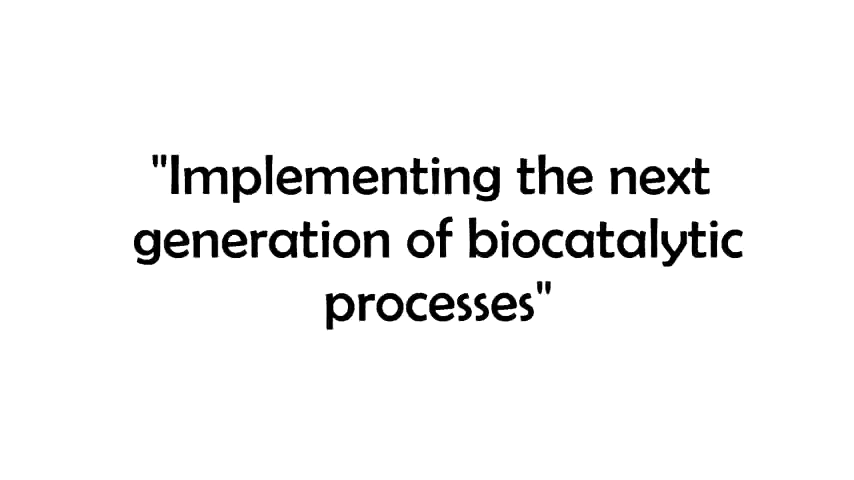 "Implementing the next
generation of biocatalytic
processes"